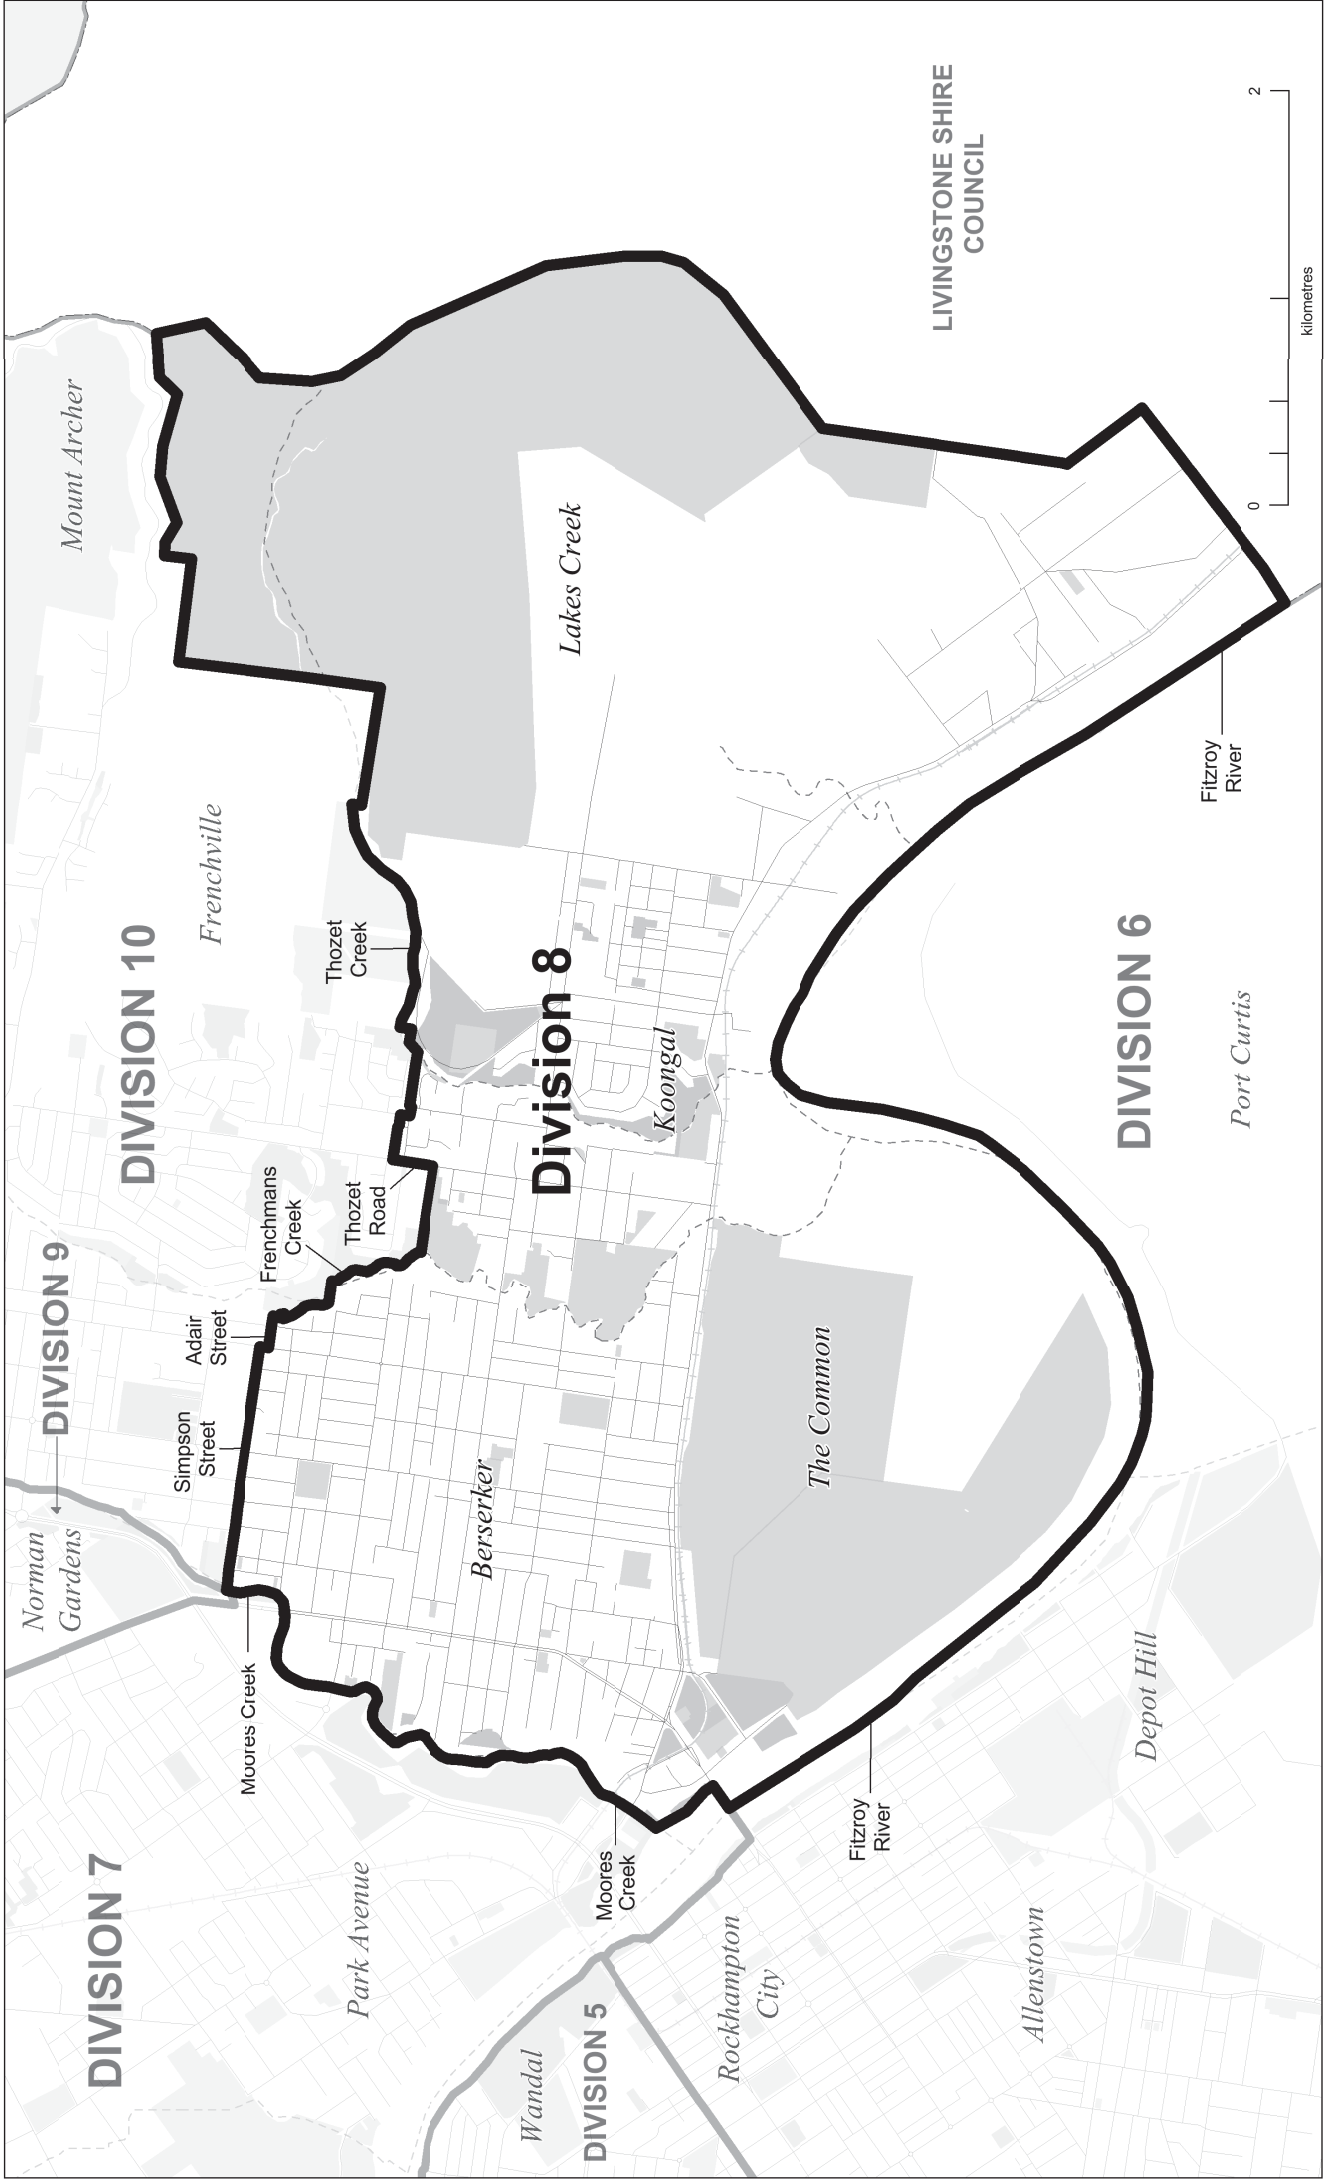 DIVISION 7
DIVISION 9
Norman
Gardens
DIVISION 10
Mount Archer
Frenchville
Simpson
Street
Adair
Street
Frenchmans
Creek
Thozet
Road
Thozet
Creek
Moores Creek
Park Avenue
Berserker
Division 8
Lakes Creek
Koongal
Moores
Creek
Wandal
DIVISION 5
Rockhampton
City
The Common
Fitzroy
River
LIVINGSTONE SHIRE
COUNCIL
Allenstown
Depot Hill
DIVISION 6
Port Curtis
Fitzroy
River
0
2
kilometres